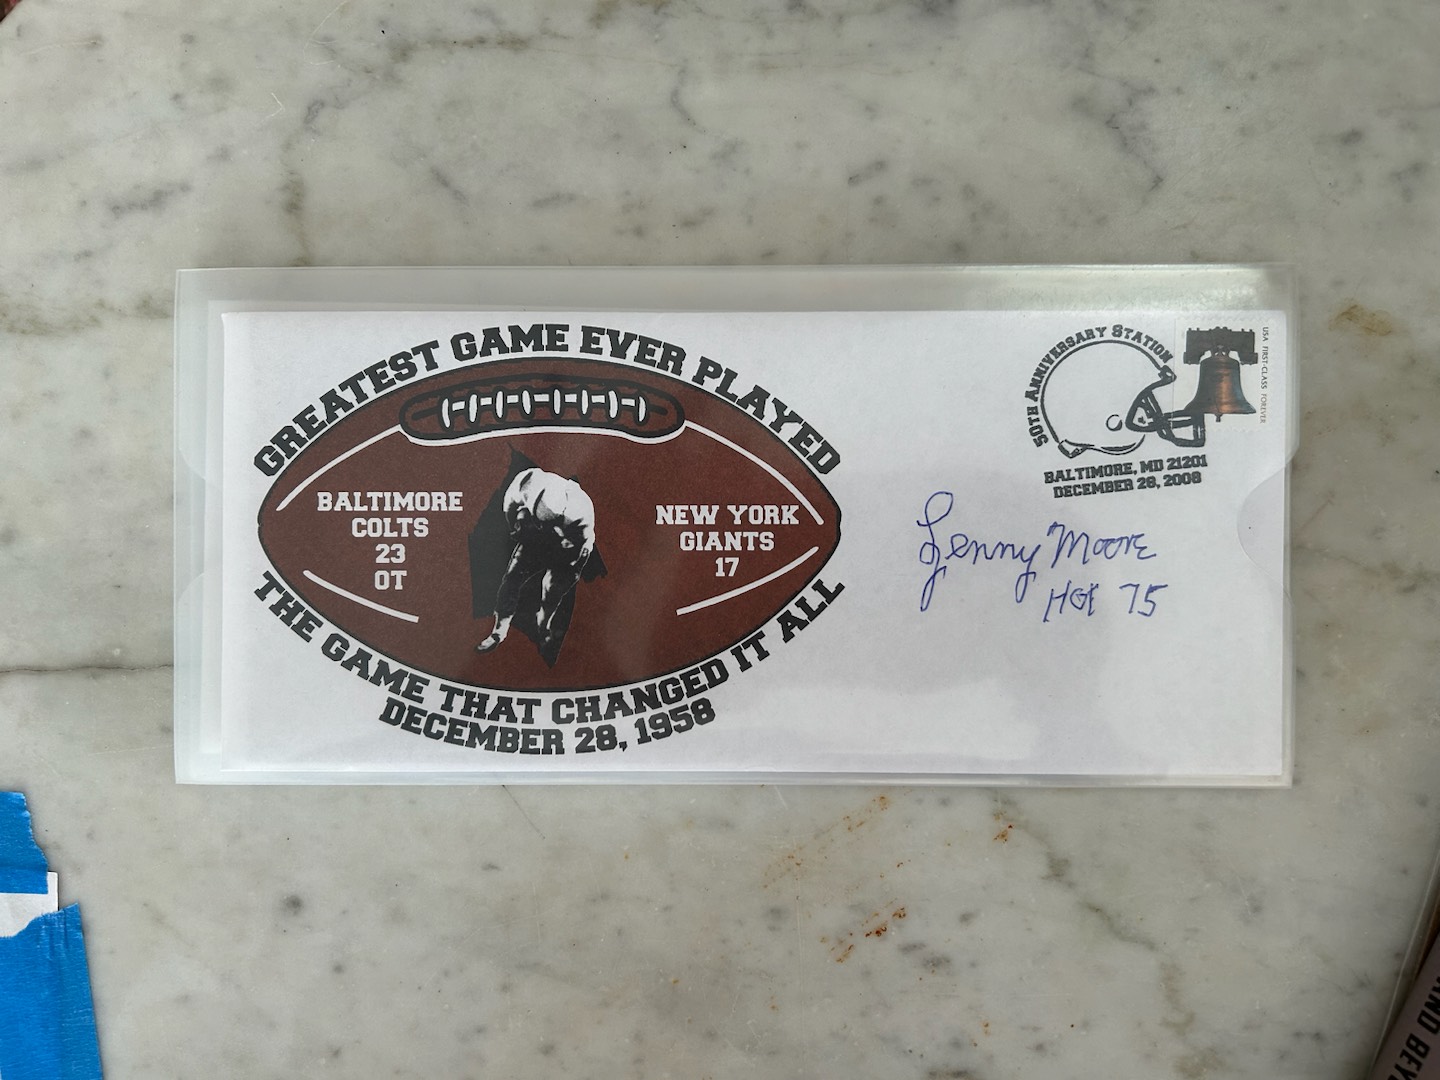 GREATEST GAME EVER PLAYED
BALTIMORE
COLTS
23
OT
NEW YORK
GIANTS
17
THE GAME THAT CHANGED IT ALL
DECEMBER 28, 1958
50TH ANNIVERSARY STATION
BALTIMORE, MD 21201
DECEMBER 28, 2008
USA FIRST-CLASS FOREVER
Lenny Moore
HOF 75
AND BEY